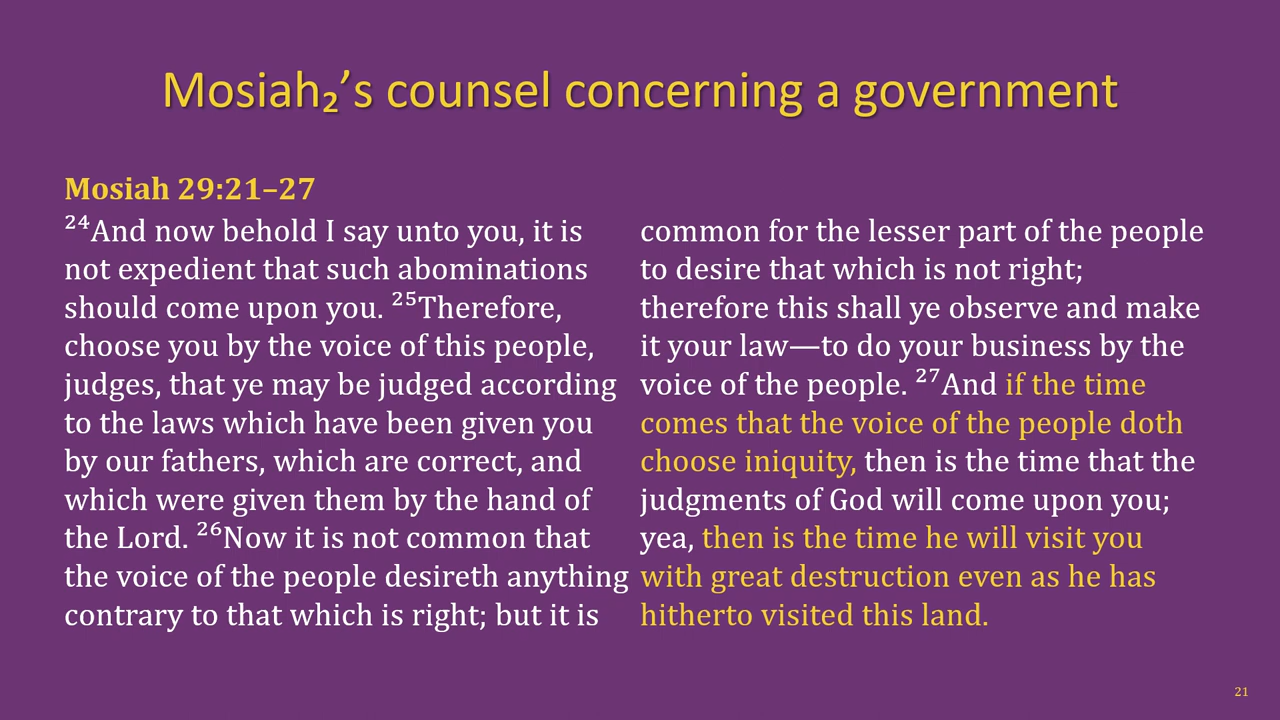 Mosiah₂’s counsel concerning a government
Mosiah 29:21–27
²⁴And now behold I say unto you, it is
not expedient that such abominations
should come upon you. ²⁵Therefore,
choose you by the voice of this people,
judges, that ye may be judged according
to the laws which have been given you
by our fathers, which are correct, and
which were given them by the hand of
the Lord. ²⁶Now it is not common that
the voice of the people desireth anything
contrary to that which is right; but it is
common for the lesser part of the people
to desire that which is not right;
therefore this shall ye observe and make
it your law—to do your business by the
voice of the people. ²⁷And if the time
comes that the voice of the people doth
choose iniquity, then is the time that the
judgments of God will come upon you;
yea, then is the time he will visit you
with great destruction even as he has
hitherto visited this land.
21